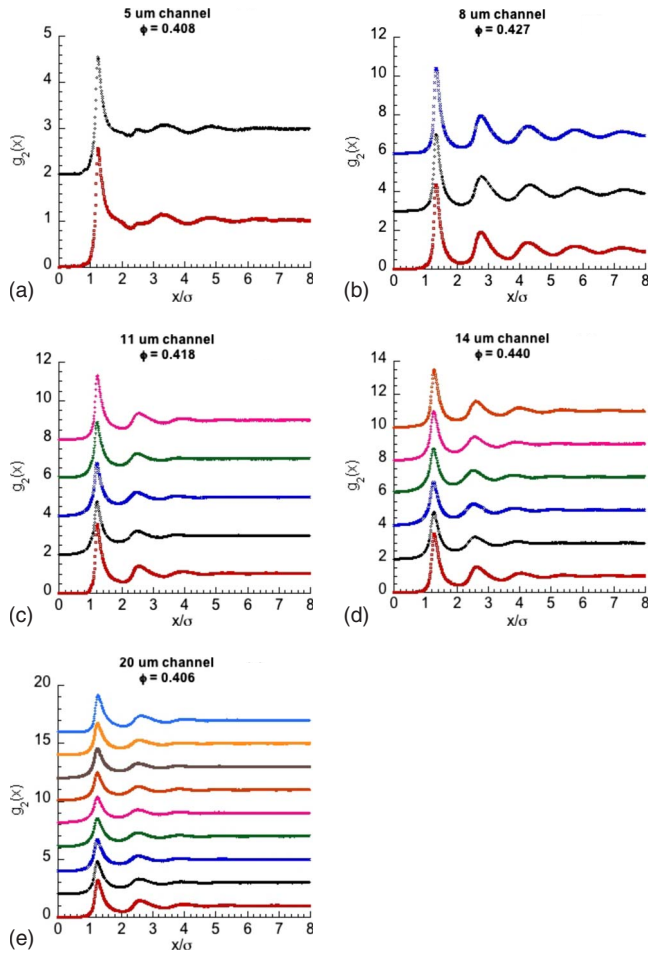 5 um channel
ϕ = 0.408
5
4
3
2
1
0
g2(x)
0 1 2 3 4 5 6 7 8
x/σ
(a)
8 um channel
ϕ = 0.427
12
10
8
6
4
2
0
g2(x)
0 1 2 3 4 5 6 7 8
x/σ
(b)
11 um channel
ϕ = 0.418
12
10
8
6
4
2
0
g2(x)
0 1 2 3 4 5 6 7 8
x/σ
(c)
14 um channel
ϕ = 0.440
14
12
10
8
6
4
2
0
g2(x)
0 1 2 3 4 5 6 7 8
x/σ
(d)
20 um channel
ϕ = 0.406
20
15
10
5
0
g2(x)
0 1 2 3 4 5 6 7 8
x/σ
(e)